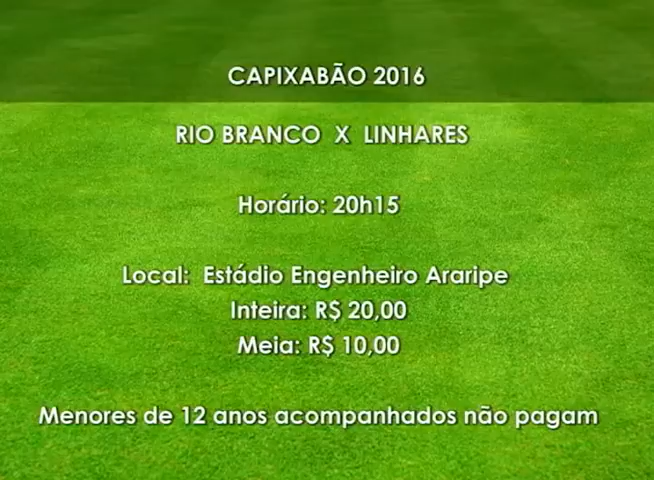 CAPIXABÃO 2016
RIO BRANCO X LINHARES
Horário: 20h15
Local: Estádio Engenheiro Araripe
Inteira: R$ 20,00
Meia: R$ 10,00
Menores de 12 anos acompanhados não pagam